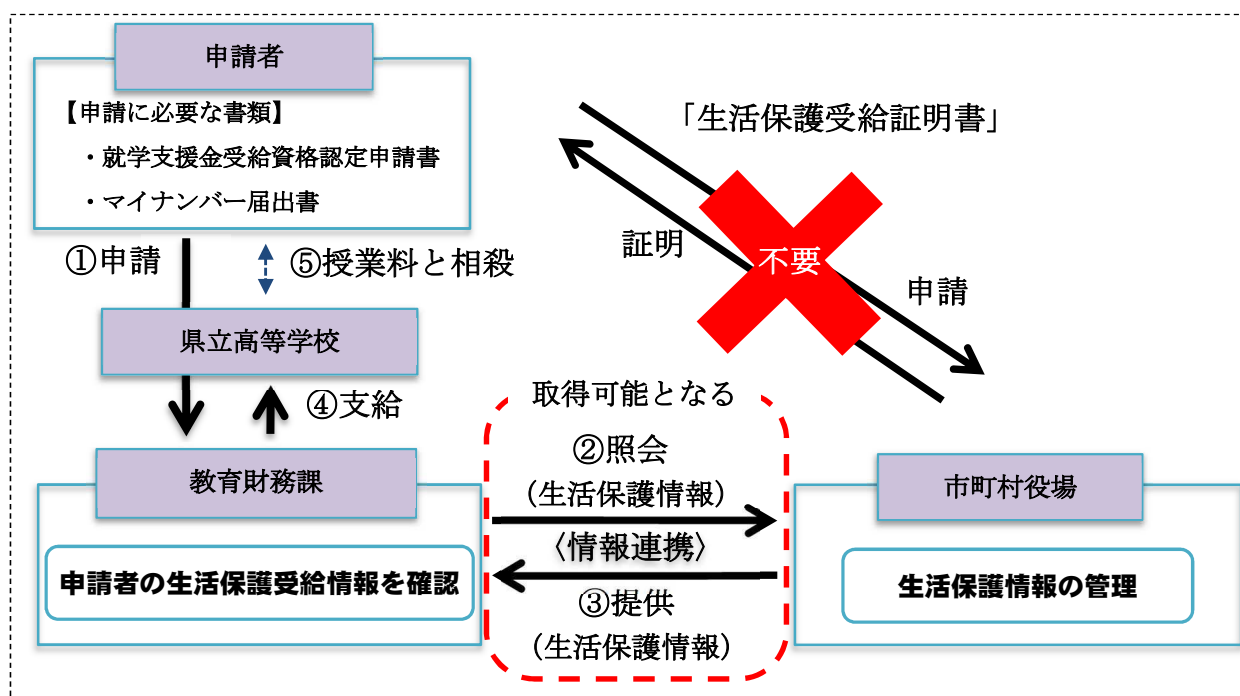 申請者
【申請に必要な書類】
・就学支援金受給資格認定申請書
・マイナンバー届出書
「生活保護受給証明書」
証明
不要
申請
①申請
⑤授業料と相殺
県立高等学校
④支給
取得可能となる
②照会
（生活保護情報）
〈情報連携〉
③提供
（生活保護情報）
教育財務課
申請者の生活保護受給情報を確認
市町村役場
生活保護情報の管理